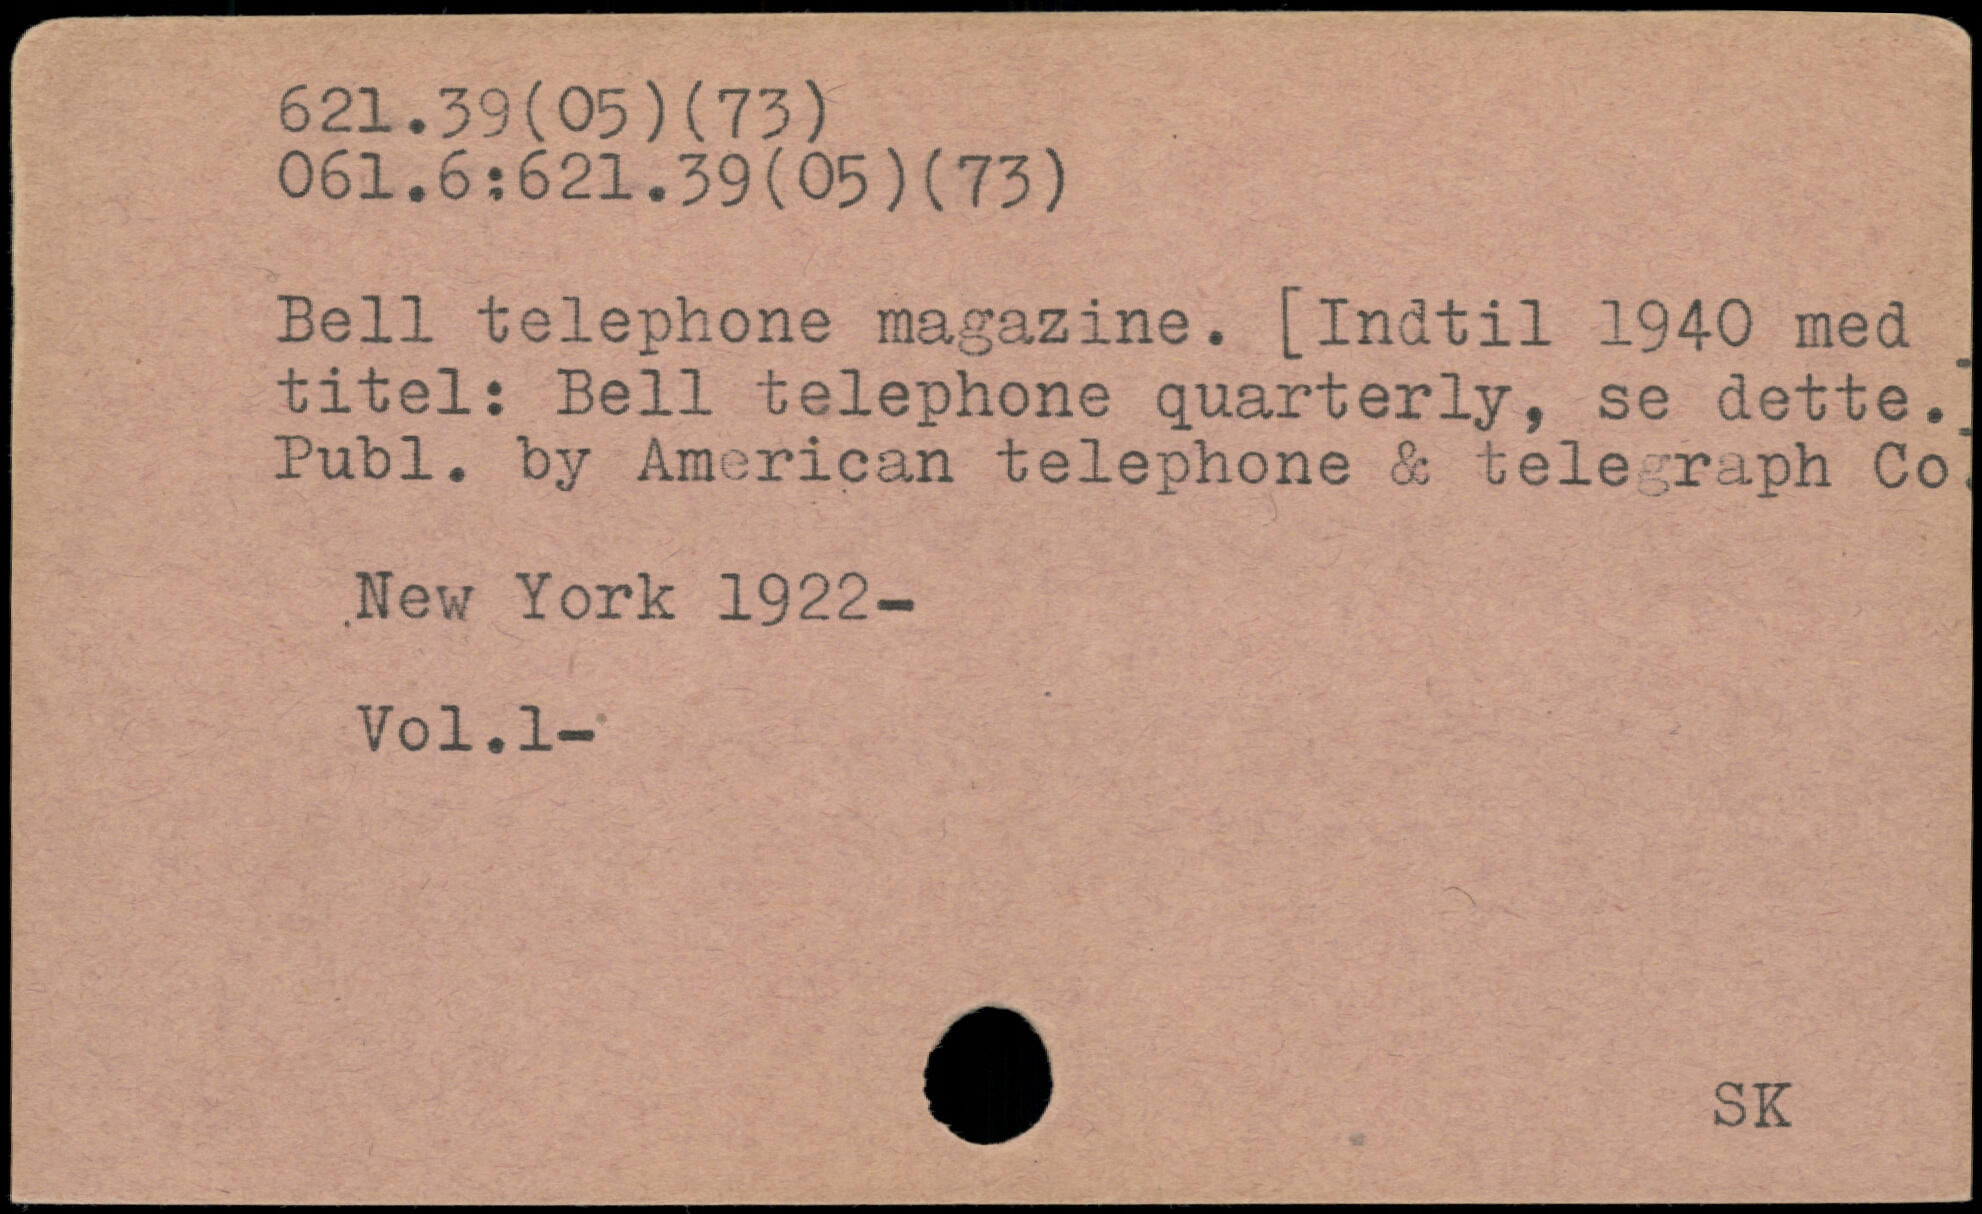 621.39(05)(73)
061.6:621.39(05)(73)
Bell telephone magazine. [Indtil 1940 med
titel: Bell telephone quarterly, se dette.]
Publ. by American telephone & telegraph Co.
New York 1922-
Vol.1-
SK